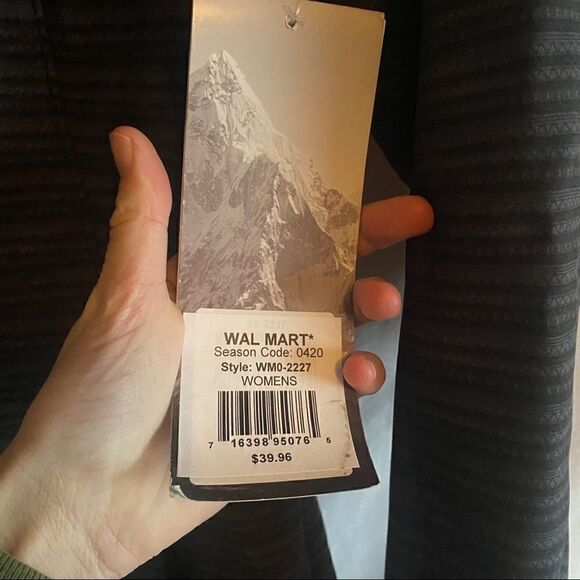 WAL MART*
Season Code: 0420
Style: WM0-2227
WOMENS
7 16398 95076 5
$39.96